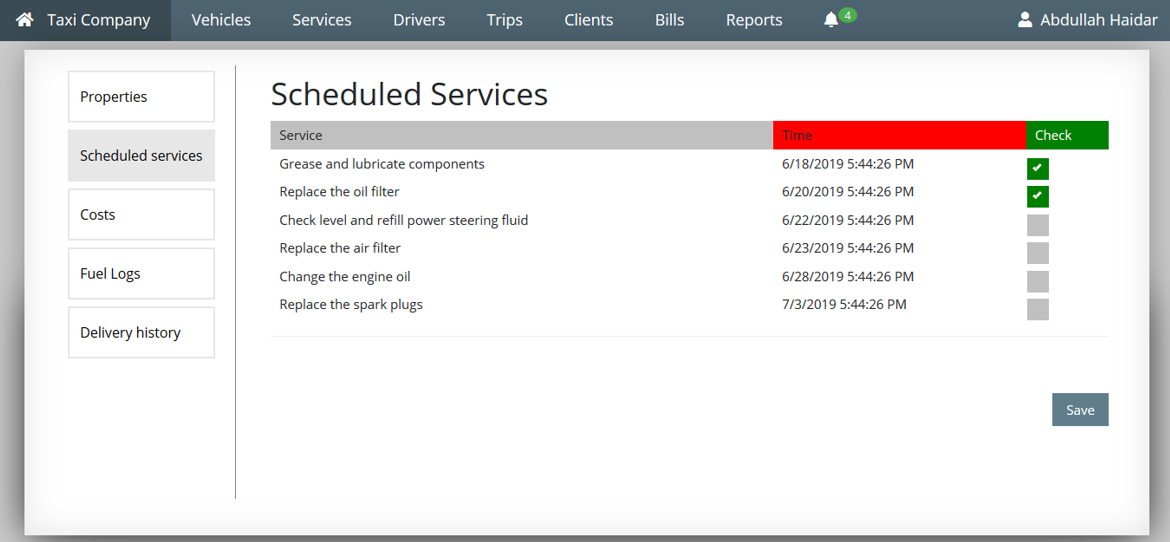 Taxi Company Vehicles Services Drivers Trips Clients Bills Reports 4 Abdullah Haidar
Properties
Scheduled services
Costs
Fuel Logs
Delivery history
Scheduled Services
Service Time Check
Grease and lubricate components 6/18/2019 5:44:26 PM
Replace the oil filter 6/20/2019 5:44:26 PM
Check level and refill power steering fluid 6/22/2019 5:44:26 PM
Replace the air filter 6/23/2019 5:44:26 PM
Change the engine oil 6/28/2019 5:44:26 PM
Replace the spark plugs 7/3/2019 5:44:26 PM
Save